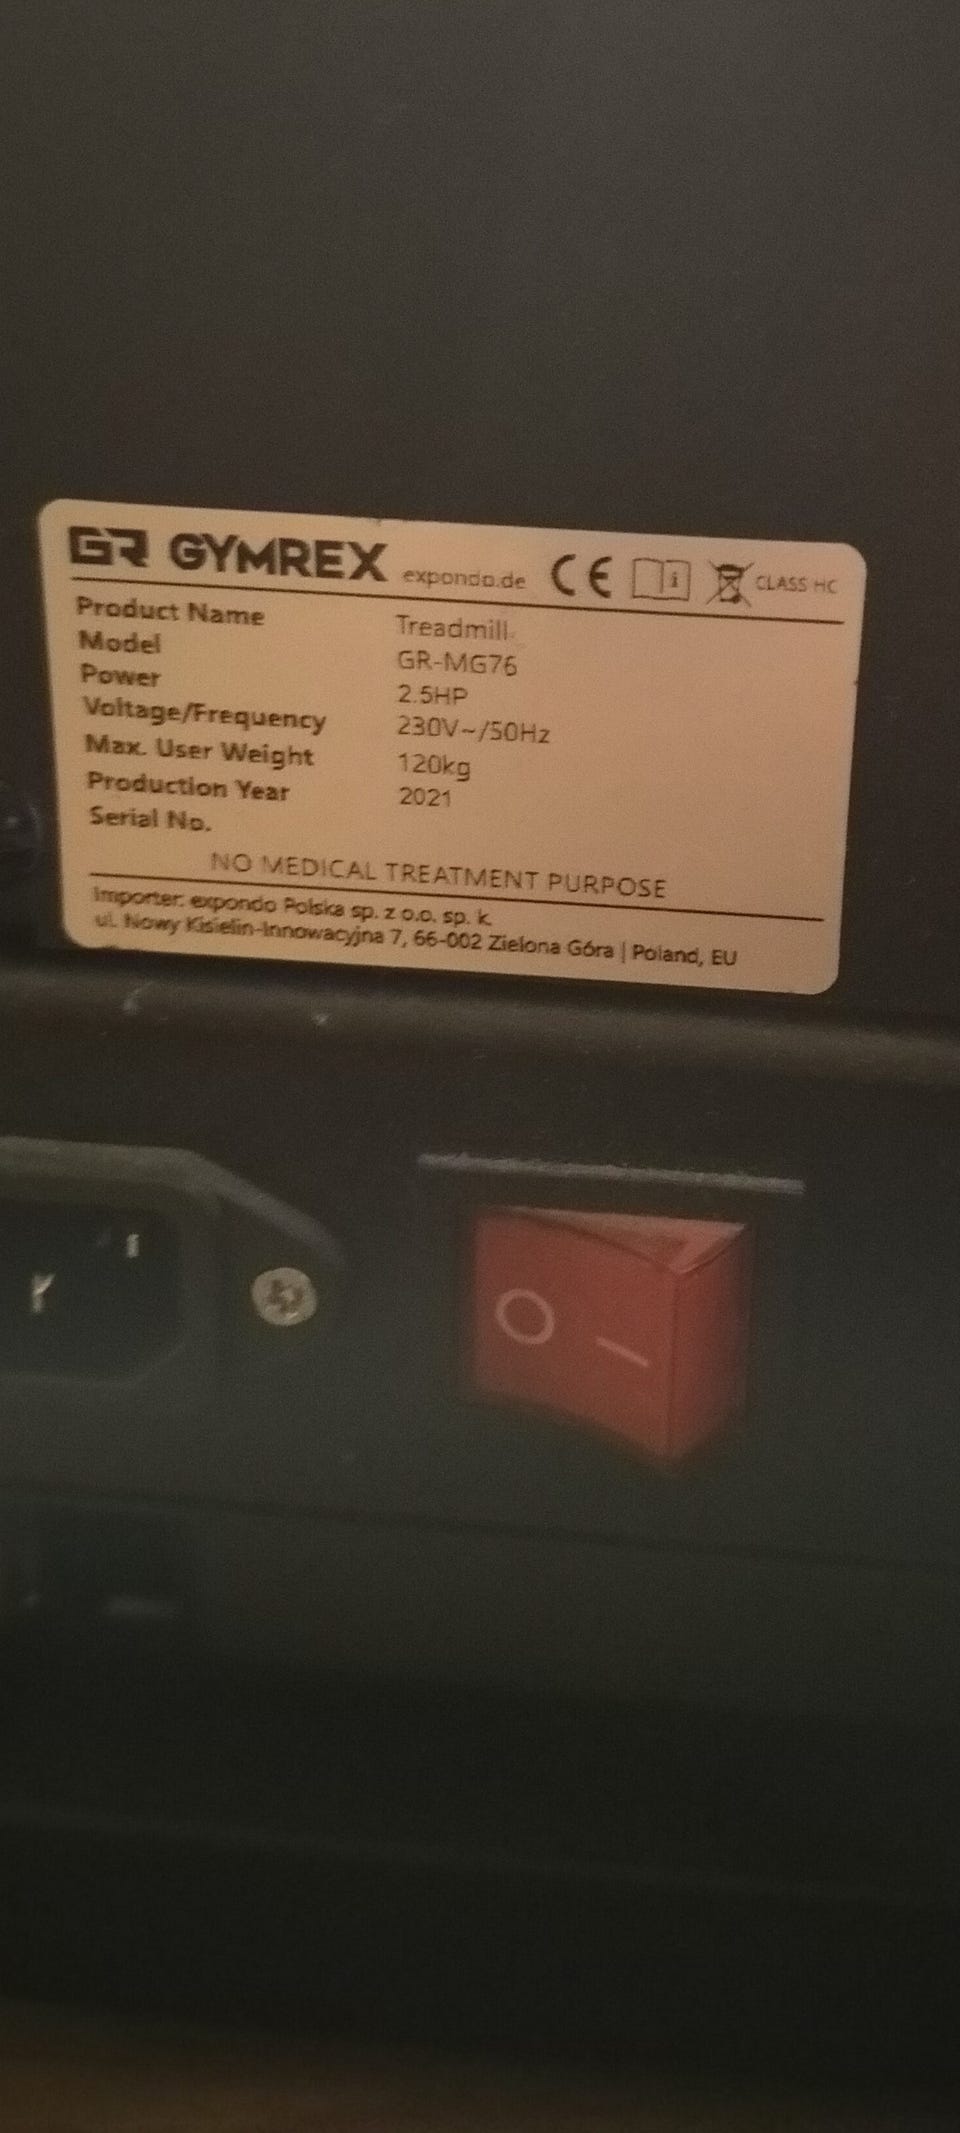 GR GYMREX expondo.de CE CLASS HC
Product Name Treadmill
Model GR-MG76
Power 2.5HP
Voltage/Frequency 230V~/50Hz
Max. User Weight 120kg
Production Year 2021
Serial No.
NO MEDICAL TREATMENT PURPOSE
Importer: expondo Polska sp. z o.o. sp. k.
ul. Nowy Kisielin-Innowacyjna 7, 66-002 Zielona Góra | Poland, EU
O I